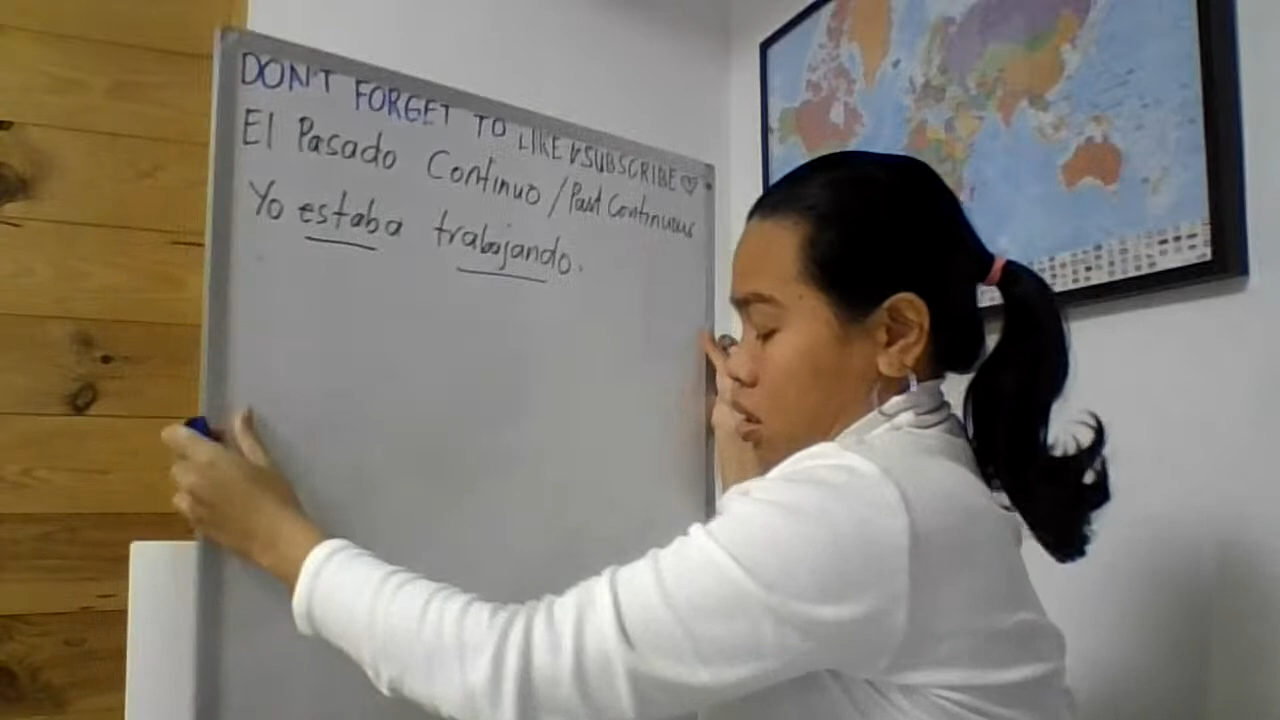 DON'T FORGET TO LIKE & SUBSCRIBE
El Pasado Continuo / Past Continuous
Yo estaba trabajando.